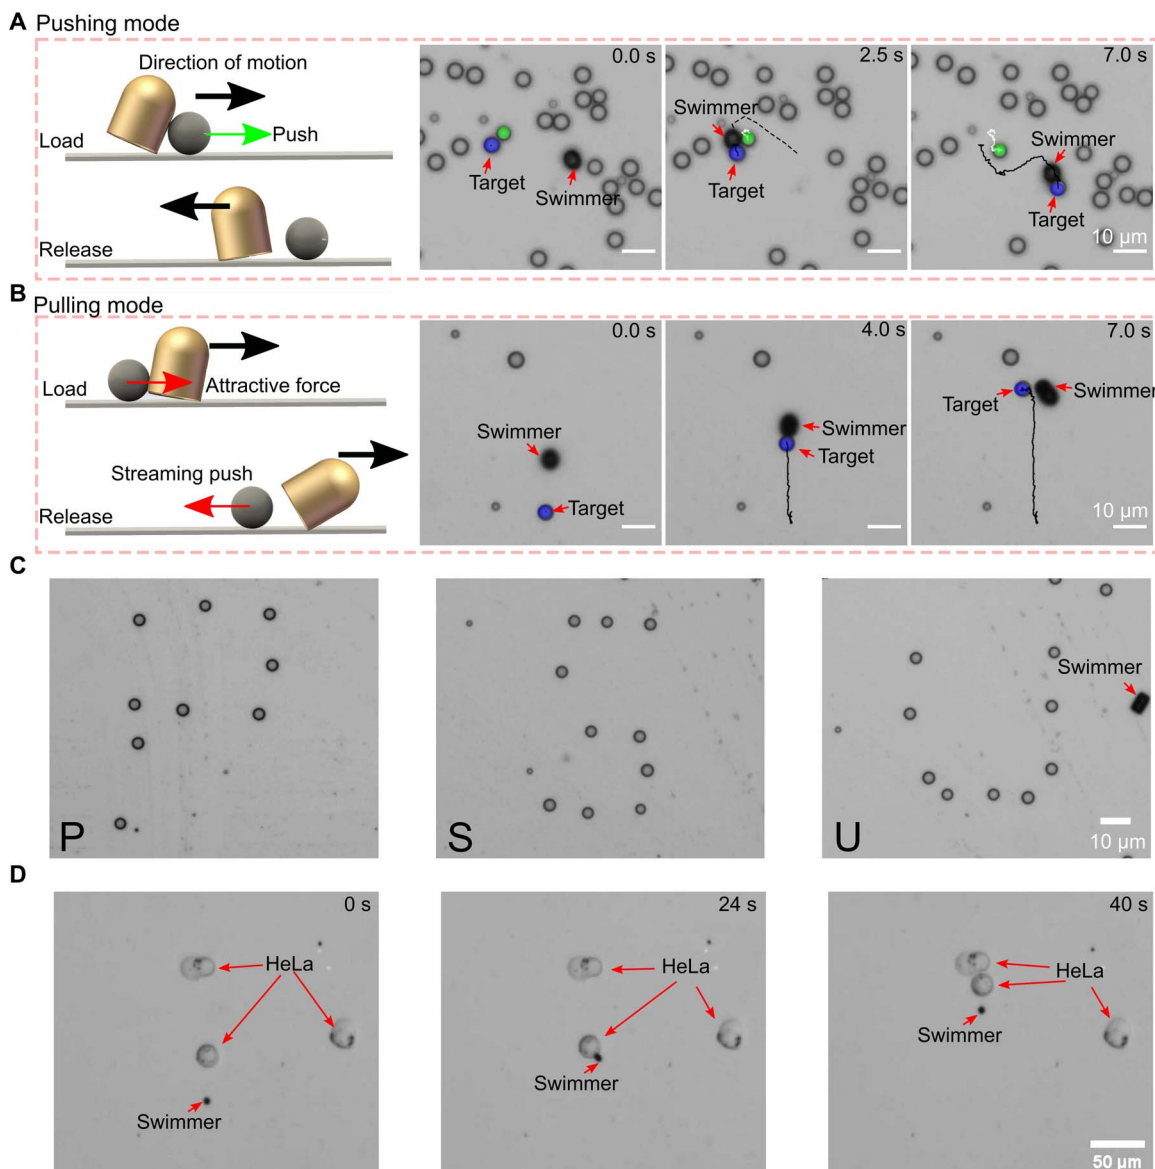 A
Pushing mode
Direction of motion
Load
Push
Release
0.0 s
Target
Swimmer
2.5 s
Swimmer
Target
7.0 s
Swimmer
Target
10 μm
B
Pulling mode
Load
Attractive force
Streaming push
Release
0.0 s
Swimmer
Target
4.0 s
Swimmer
Target
7.0 s
Target
Swimmer
10 μm
C
P
S
Swimmer
U
10 μm
D
0 s
HeLa
Swimmer
24 s
HeLa
Swimmer
40 s
HeLa
Swimmer
50 μm